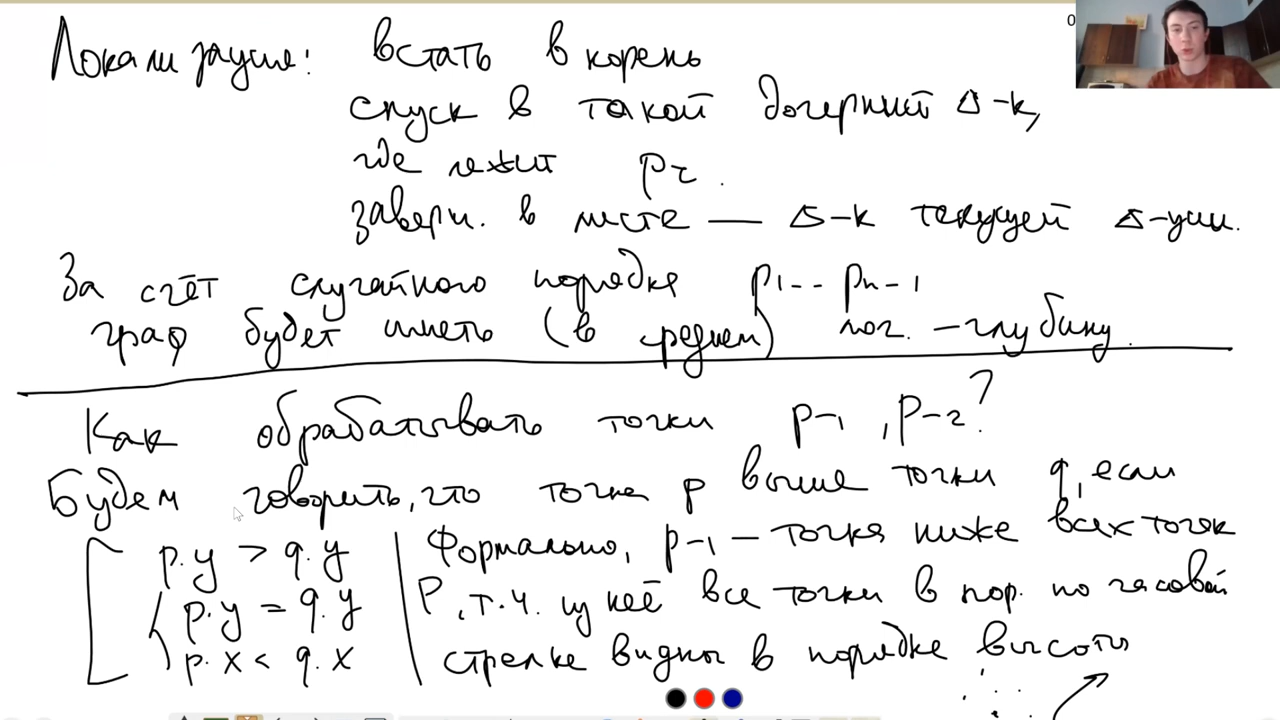 Локализация: встать в корень
спуск в такой дочерний Δ-к,
где лежит pr.
заверш. в листе — Δ-к текущей Δ-ции.
За счёт случайного порядка p1-- pn-1
граф будет иметь (в среднем) лог. -глубину.
Как обрабатывать точки p-1, p-2?
Будем говорить, что точка p выше точки q, если
p.y > q.y
p.y = q.y
p.x < q.x
Формально, p-1 - точка ниже всех точек
P, т.ч. из неё все точки в пор. по часовой
стрелке видны в порядке высоты